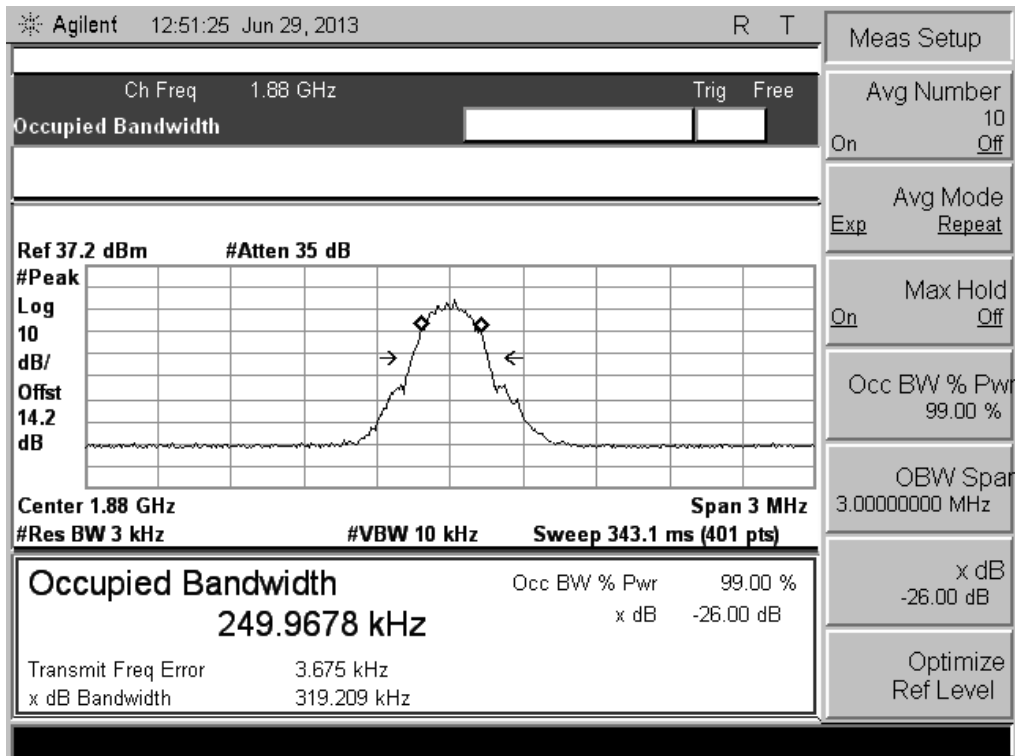 Agilent 12:51:25 Jun 29, 2013 R T
Ch Freq 1.88 GHz Trig Free
Occupied Bandwidth
Ref 37.2 dBm #Atten 35 dB
#Peak
Log
10
dB/
Offst
14.2
dB
Center 1.88 GHz Span 3 MHz
#Res BW 3 kHz #VBW 10 kHz Sweep 343.1 ms (401 pts)
Occupied Bandwidth
249.9678 kHz
Occ BW % Pwr 99.00 %
x dB -26.00 dB
Transmit Freq Error 3.675 kHz
x dB Bandwidth 319.209 kHz
Meas Setup
Avg Number
10
On Off
Avg Mode
Exp Repeat
Max Hold
On Off
Occ BW % Pwr
99.00 %
OBW Span
3.00000000 MHz
x dB
-26.00 dB
Optimize
Ref Level